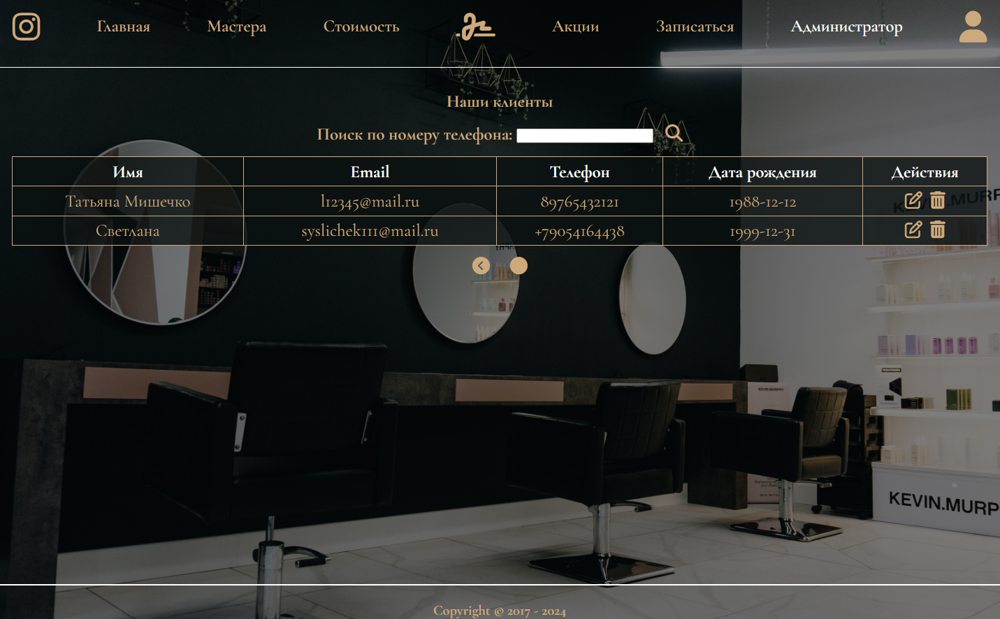 Главная Мастера Стоимость Акции Записаться Администратор
Наши клиенты
Поиск по номеру телефона:
Имя Email Телефон Дата рождения Действия
Татьяна Мишечко l12345@mail.ru 89765432121 1988-12-12
Светлана syslichek111@mail.ru +79054164438 1999-12-31
KEVIN.MURPHY
KEVIN.MURP
Copyright © 2017 - 2024